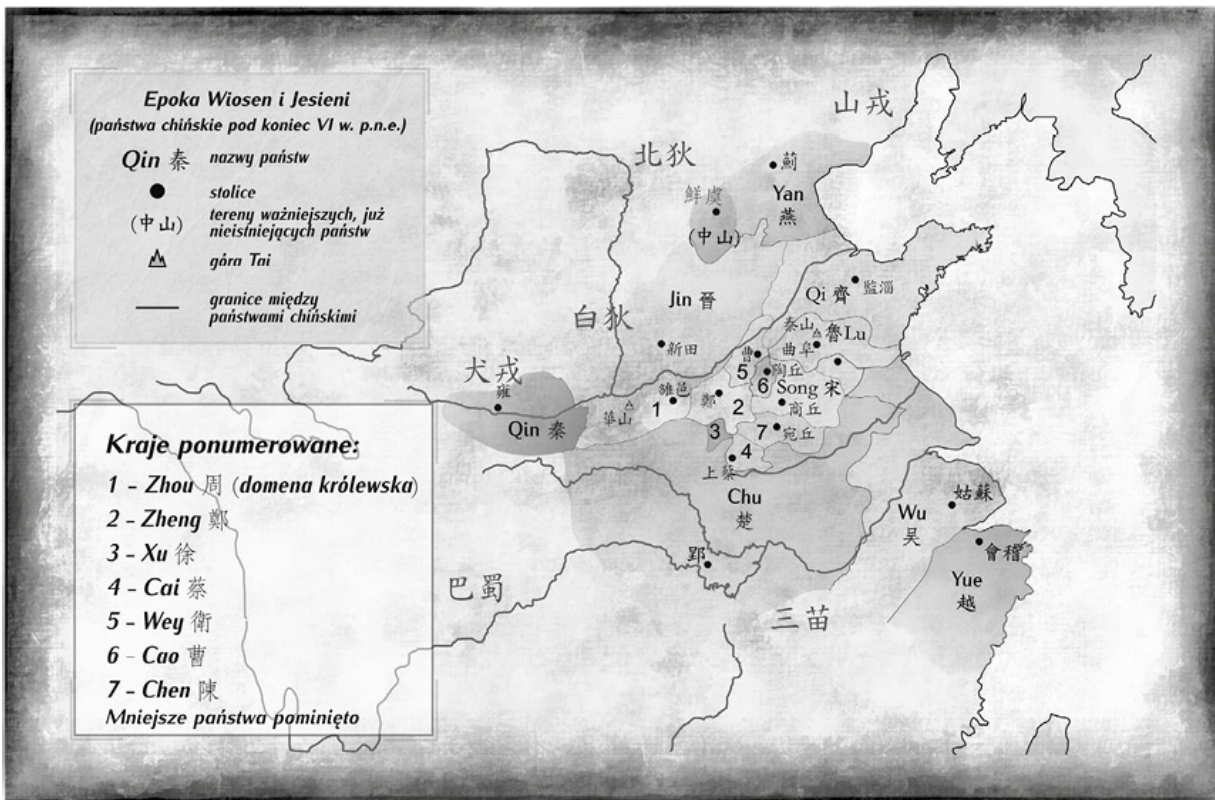 Epoka Wiosen i Jesieni
(państwa chińskie pod koniec VI w. p.n.e.)
Qin 秦 nazwy państw
stolice
(中山) tereny ważniejszych, już
nieistniejących państw
góra Tai
granice między
państwami chińskimi
山戎
北狄
薊
鮮虞
Yan
燕
(中山)
Jin 晉
Qi 齊
監淄
白狄
泰山
魯Lu
新田
曹
曲阜
犬戎
雍
5
陶丘
6
Song 宋
雒邑
鄭
1
2
商丘
華山
Qin 秦
3
7
宛丘
4
上蔡
Chu
楚
Wu
吴
姑蘇
郢
會稽
Yue
越
巴蜀
三苗
Kraje ponumerowane:
1 – Zhou 周 (domena królewska)
2 – Zheng 鄭
3 – Xu 徐
4 – Cai 蔡
5 – Wey 衛
6 – Cao 曹
7 – Chen 陳
Mniejsze państwa pominięto